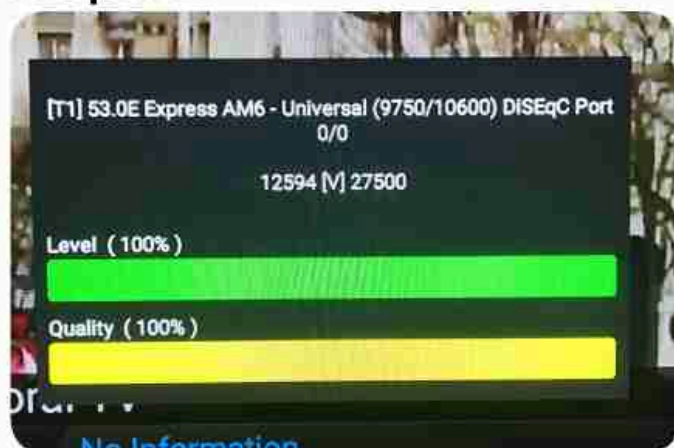 [T1] 53.0E Express AM6 - Universal (9750/10600) DiSEqC Port
0/0
12594 [V] 27500
Level ( 100% )
Quality ( 100% )
No Information